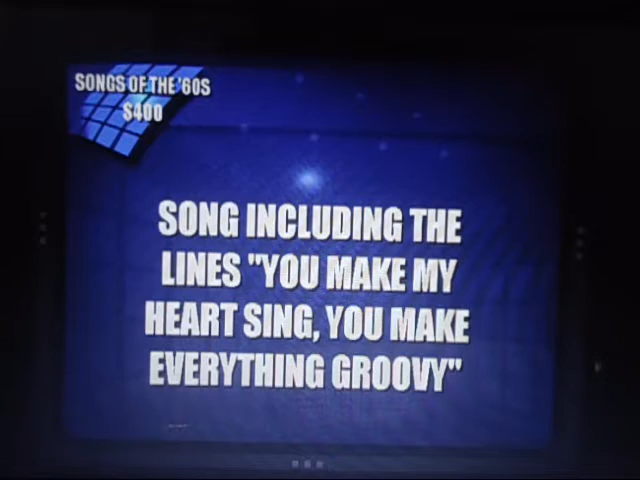 SONGS OF THE '60S
$400
SONG INCLUDING THE
LINES "YOU MAKE MY
HEART SING, YOU MAKE
EVERYTHING GROOVY"